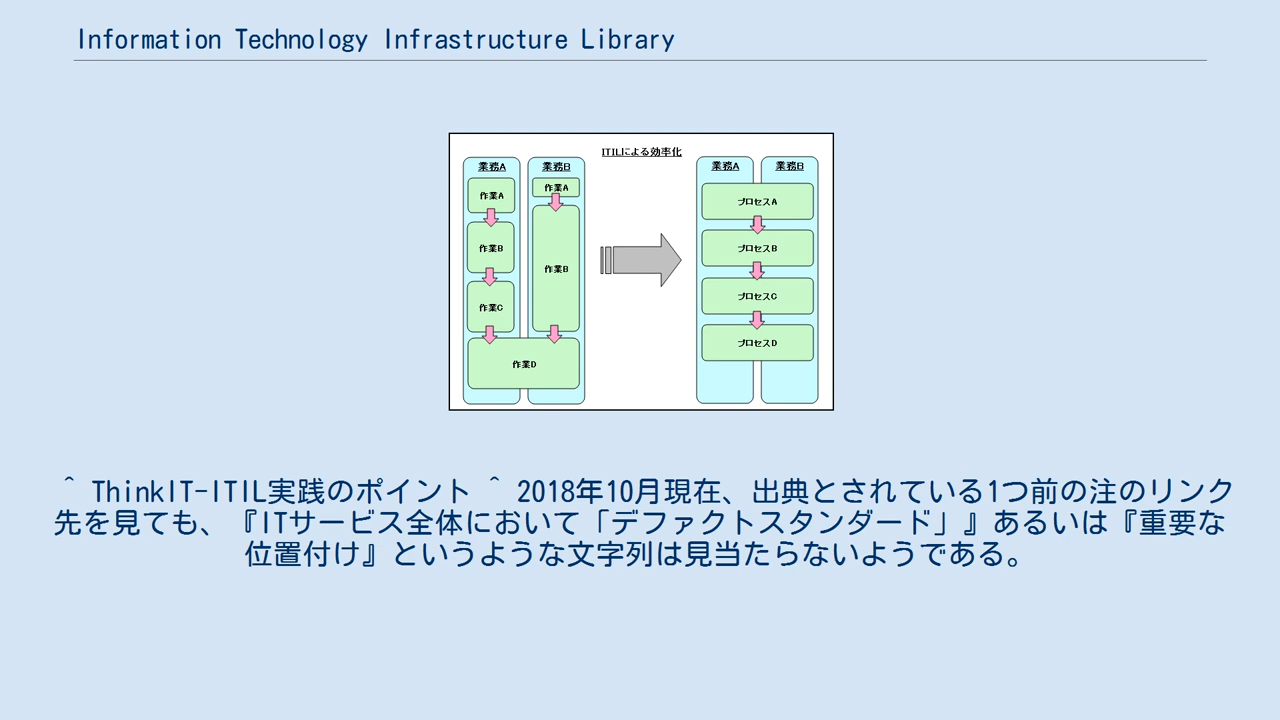 Information Technology Infrastructure Library
ITILによる効率化
業務A
業務B
作業A
作業B
作業C
作業A
作業B
作業D
業務A
業務B
プロセスA
プロセスB
プロセスC
プロセスD
^ ThinkIT-ITIL実践のポイント ^ 2018年10月現在、出典とされている1つ前の注のリンク
先を見ても、『ITサービス全体において「デファクトスタンダード」』あるいは『重要な
位置付け』というような文字列は見当たらないようである。